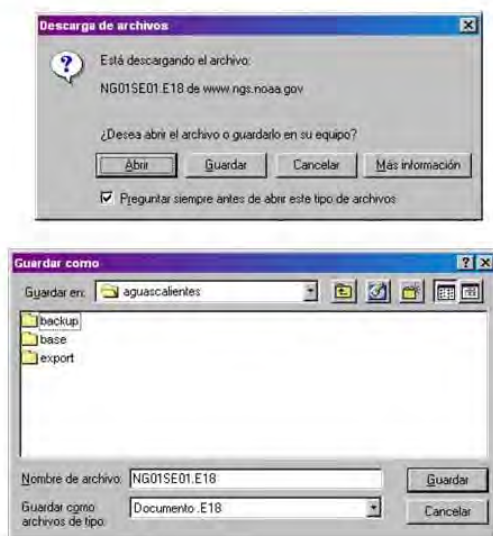 Descarga de archivos
Está descargando el archivo:
NG01SE01.E18 de www.ngs.noaa.gov
¿Desea abrir el archivo o guardarlo en su equipo?
Abrir Guardar Cancelar Más información
Preguntar siempre antes de abrir este tipo de archivos
Guardar como
Guardar en: aguascalientes
backup
base
export
Nombre de archivo: NG01SE01.E18 Guardar
Guardar como archivos de tipo: Documento .E18 Cancelar